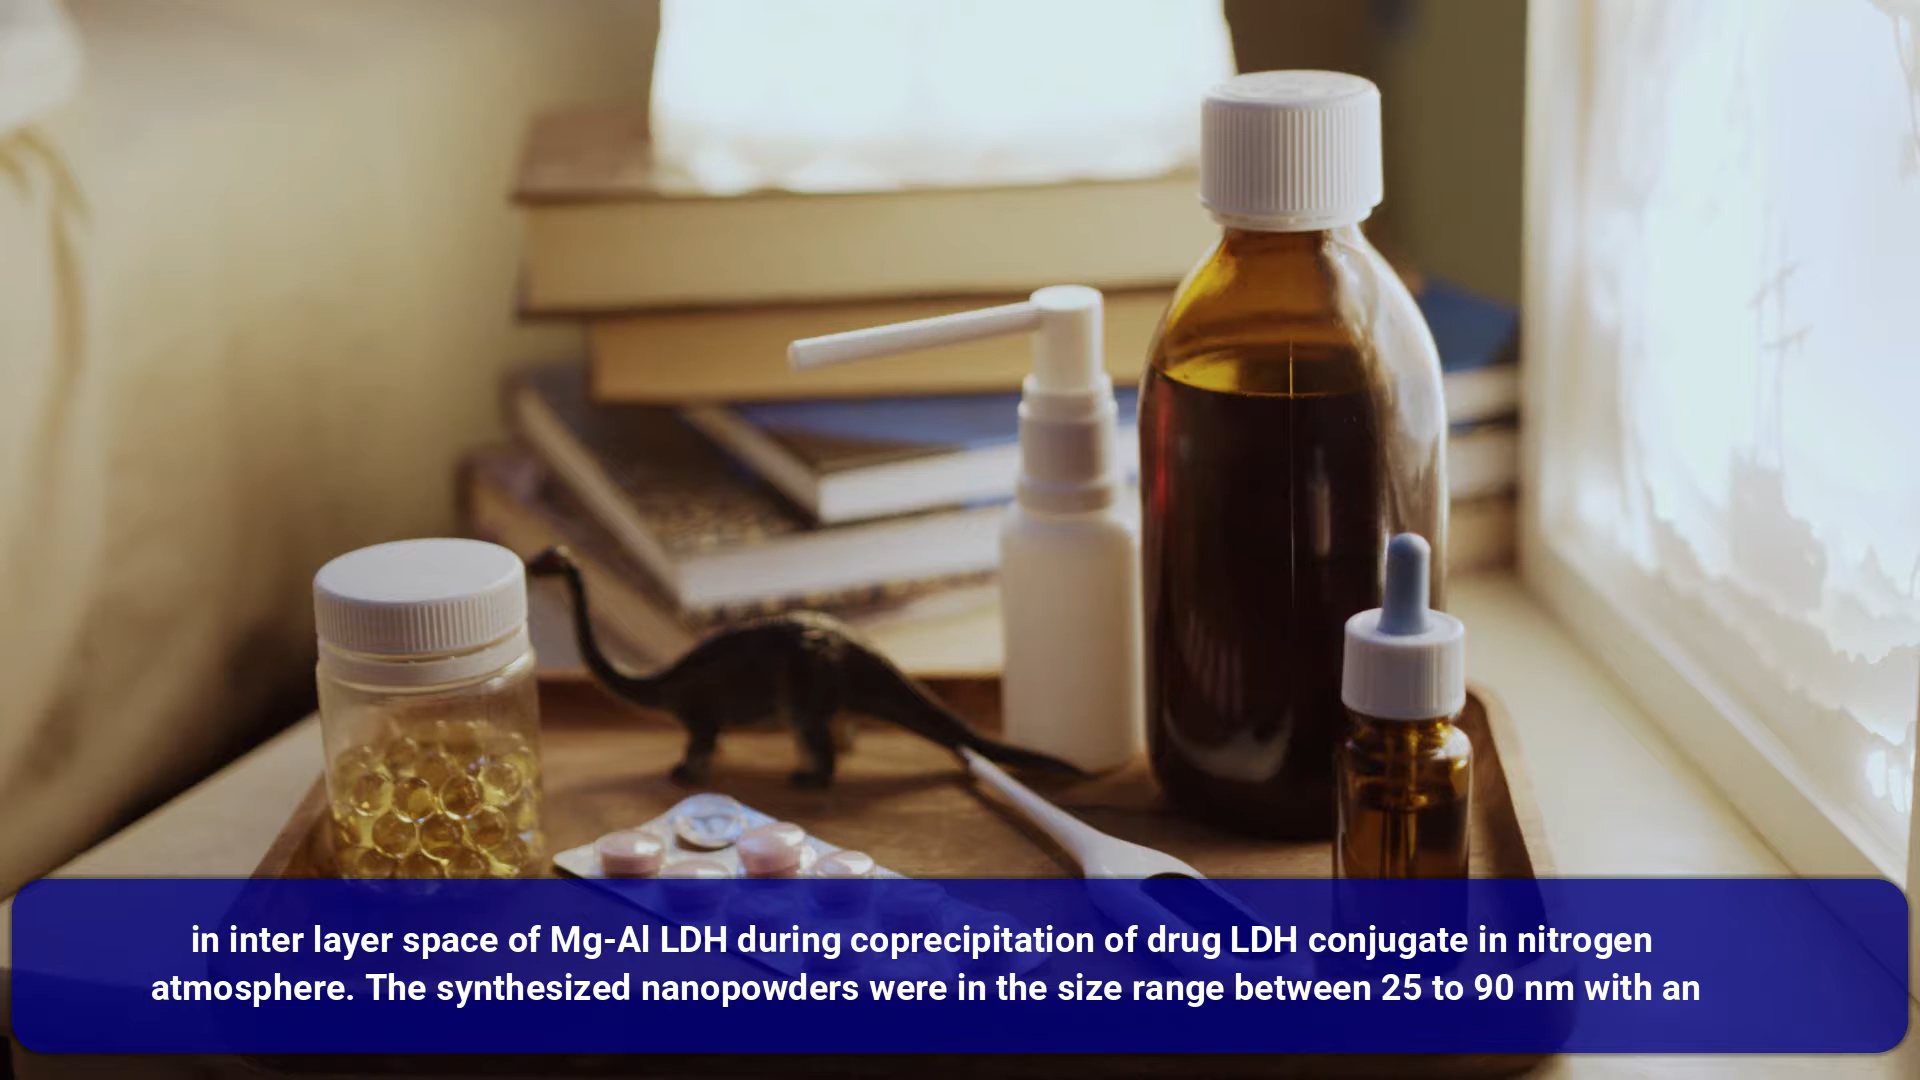 in inter layer space of Mg-Al LDH during coprecipitation of drug LDH conjugate in nitrogen
atmosphere. The synthesized nanopowders were in the size range between 25 to 90 nm with an